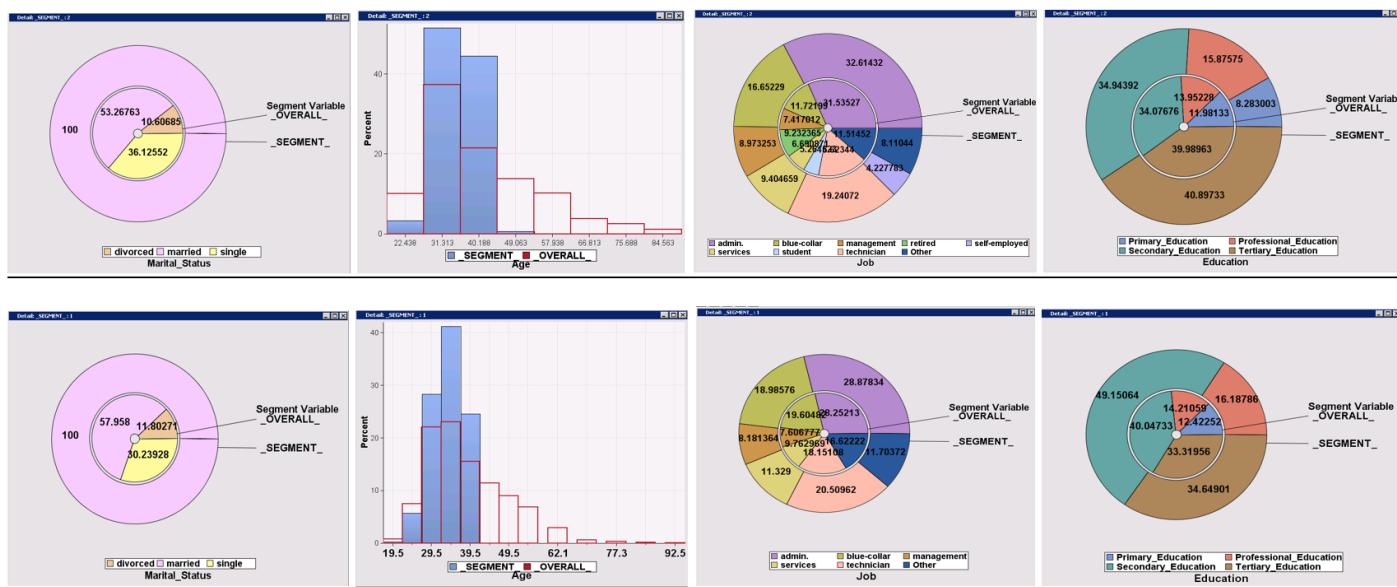 Detail: _SEGMENT_ : 2
53.26763
10.60685
100
36.12552
Segment Variable
_OVERALL_
_SEGMENT_
divorced married single
Marital_Status
Detail: _SEGMENT_ : 2
Percent
40
20
0
22.438 31.313 40.188 49.063 57.938 66.813 75.688 84.563
_SEGMENT_ _OVERALL_
Age
Detail: _SEGMENT_ : 2
32.61432
16.65229
11.72199
31.53527
7.417012
9.232365
6.690871
11.51452
8.973253
8.11044
4.227783
9.404659
19.24072
Segment Variable
_OVERALL_
_SEGMENT_
admin. blue-collar management retired self-employed
services student technician Other
Job
Detail: _SEGMENT_ : 2
15.87575
34.94392
13.95228
8.283003
34.07676
11.98133
39.98963
40.89733
Segment Variable
_OVERALL_
_SEGMENT_
Primary_Education Professional_Education
Secondary_Education Tertiary_Education
Education
Detail: _SEGMENT_ : 1
57.958
11.80271
100
30.23928
Segment Variable
_OVERALL_
_SEGMENT_
divorced married single
Marital_Status
Detail: _SEGMENT_ : 1
Percent
40
30
20
10
0
19.5 29.5 39.5 49.5 62.1 77.3 92.5
_SEGMENT_ _OVERALL_
Age
Detail: _SEGMENT_ : 1
28.87834
18.98576
19.60482
28.25213
7.606777
8.181364
9.762969
16.62222
18.15108
11.70372
11.329
20.50962
Segment Variable
_OVERALL_
_SEGMENT_
admin. blue-collar management
services technician Other
Job
Detail: _SEGMENT_ : 1
49.15064
16.18786
14.21059
12.42252
40.04733
33.31956
34.64901
Segment Variable
_OVERALL_
_SEGMENT_
Primary_Education Professional_Education
Secondary_Education Tertiary_Education
Education